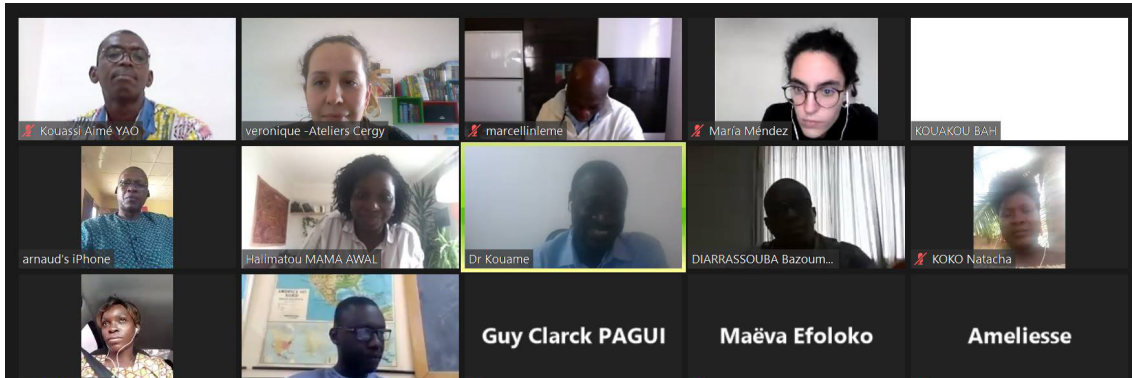 Kouassi Aimé YAO
veronique -Ateliers Cergy
marcellinleme
María Méndez
KOUAKOU BAH
arnaud's iPhone
Halimatou MAMA AWAL
Dr Kouame
DIARRASSOUBA Bazoum...
KOKO Natacha
Guy Clarck PAGUI
Maëva Efoloko
Ameliesse